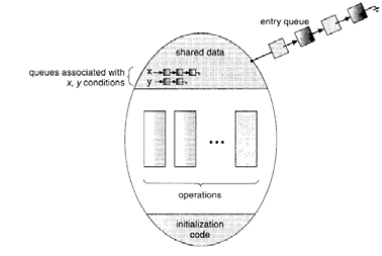 entry queue
shared data
queues associated with
x, y conditions
x
y
...
operations
initialization
code